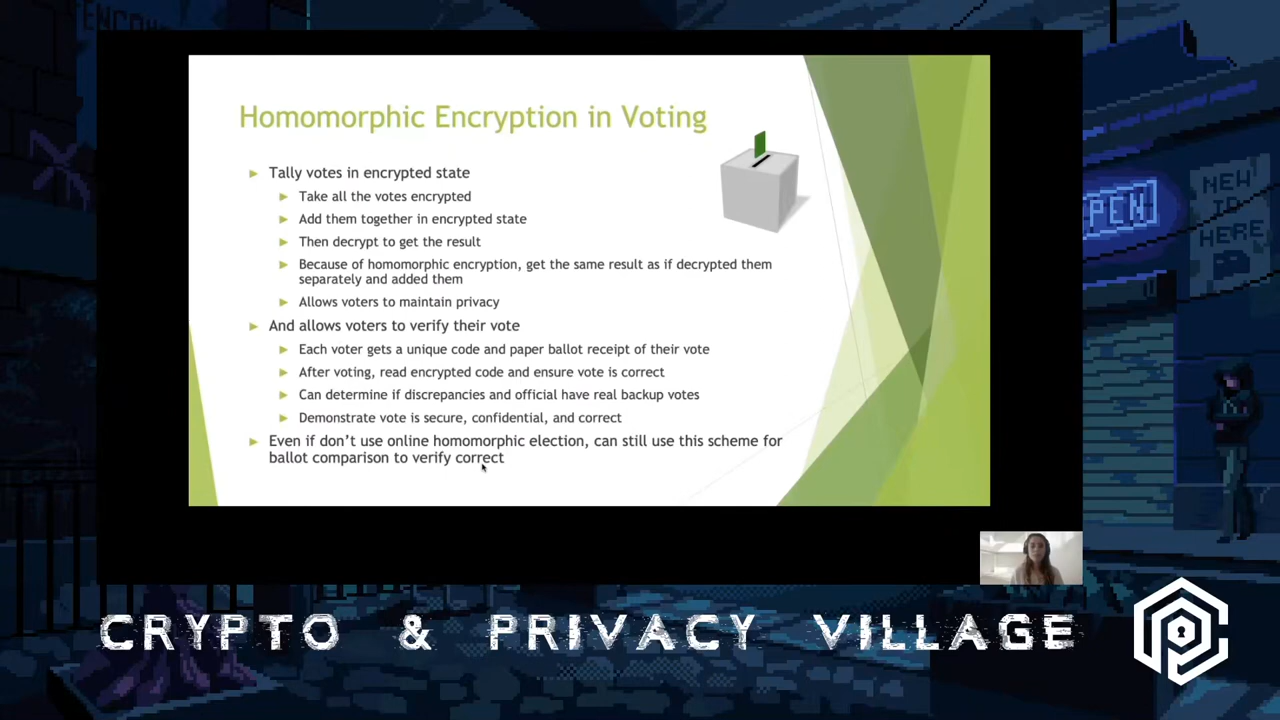 Homomorphic Encryption in Voting
Tally votes in encrypted state
Take all the votes encrypted
Add them together in encrypted state
Then decrypt to get the result
Because of homomorphic encryption, get the same result as if decrypted them
separately and added them
Allows voters to maintain privacy
And allows voters to verify their vote
Each voter gets a unique code and paper ballot receipt of their vote
After voting, read encrypted code and ensure vote is correct
Can determine if discrepancies and official have real backup votes
Demonstrate vote is secure, confidential, and correct
Even if don't use online homomorphic election, can still use this scheme for
ballot comparison to verify correct
PEN
NEW
TO
HERE
CRYPTO & PRIVACY VILLAGE